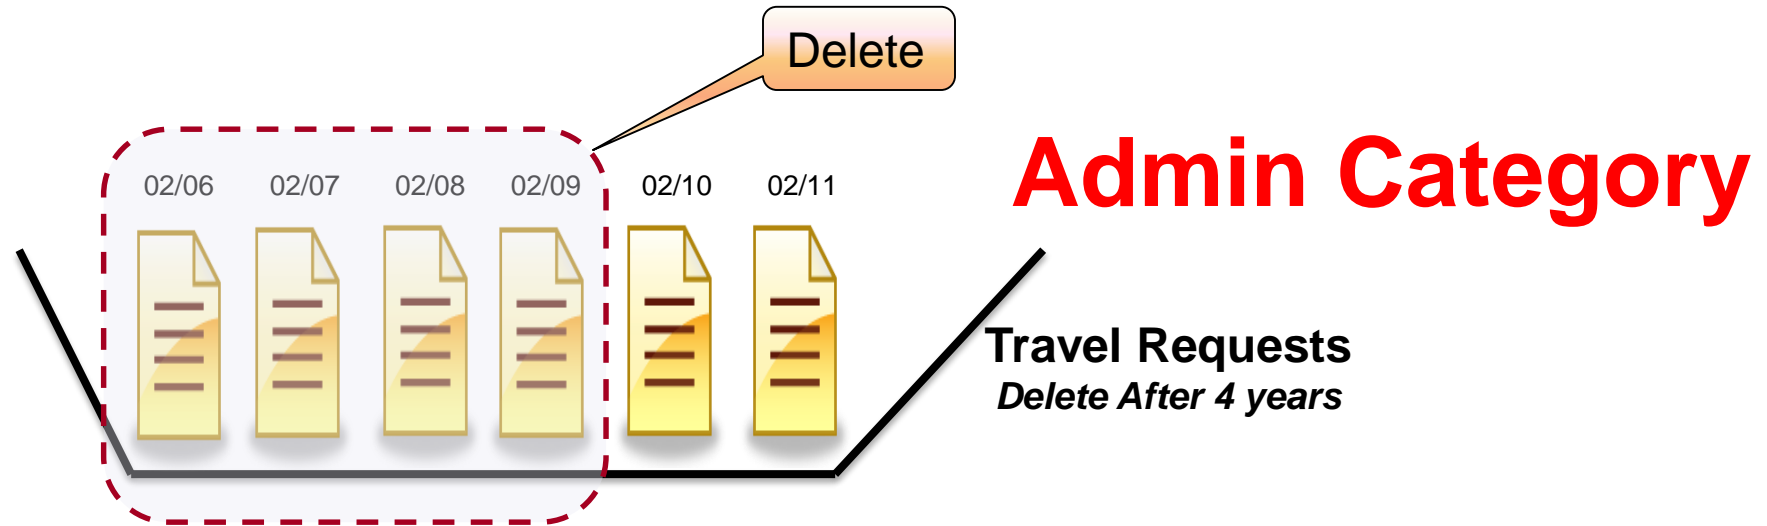 Delete
Admin Category
02/06 02/07 02/08 02/09 02/10 02/11
Travel Requests
Delete After 4 years